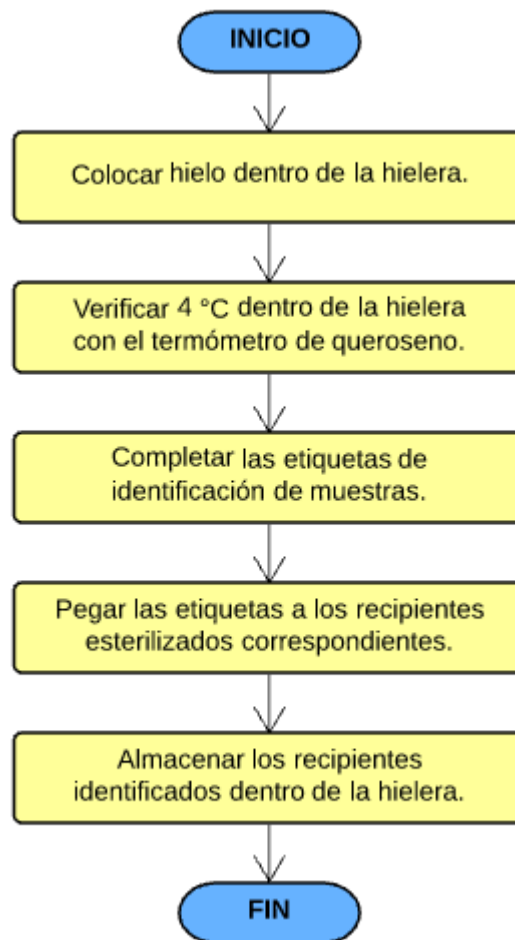 INICIO
Colocar hielo dentro de la hielera.
Verificar 4 °C dentro de la hielera
con el termómetro de queroseno.
Completar las etiquetas de
identificación de muestras.
Pegar las etiquetas a los recipientes
esterilizados correspondientes.
Almacenar los recipientes
identificados dentro de la hielera.
FIN